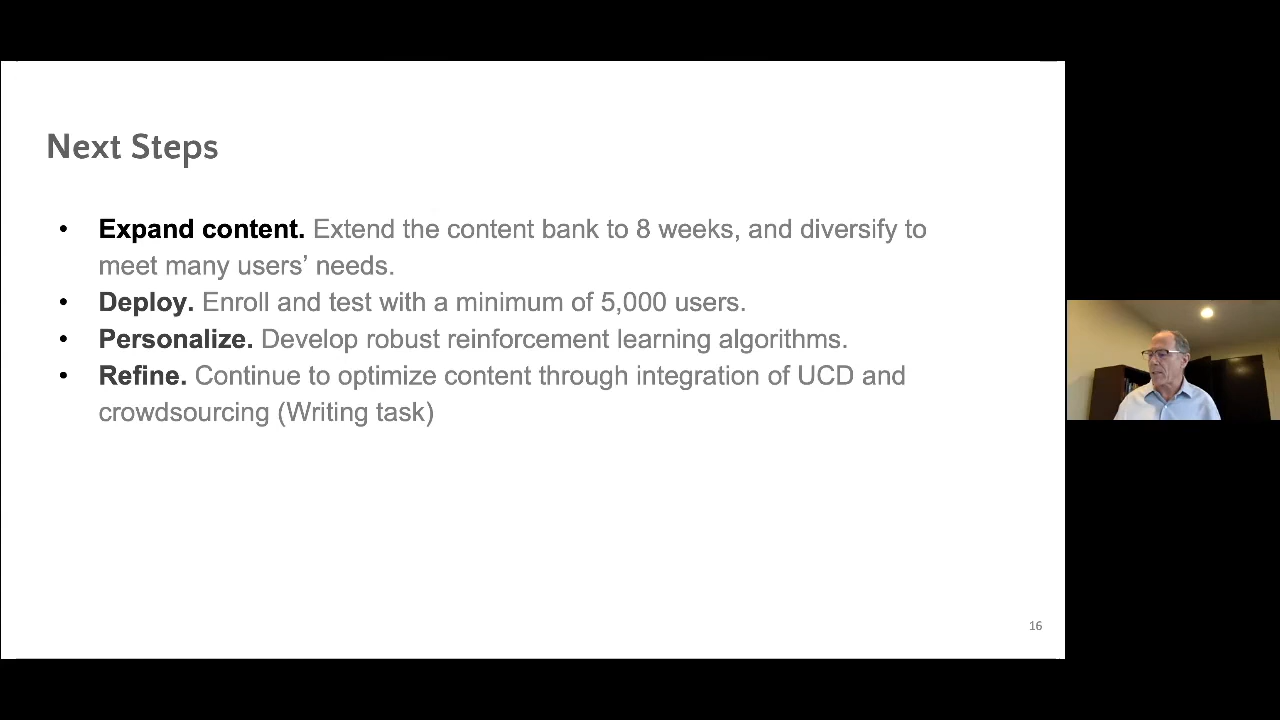 Next Steps
• Expand content. Extend the content bank to 8 weeks, and diversify to
meet many users’ needs.
• Deploy. Enroll and test with a minimum of 5,000 users.
• Personalize. Develop robust reinforcement learning algorithms.
• Refine. Continue to optimize content through integration of UCD and
crowdsourcing (Writing task)
16